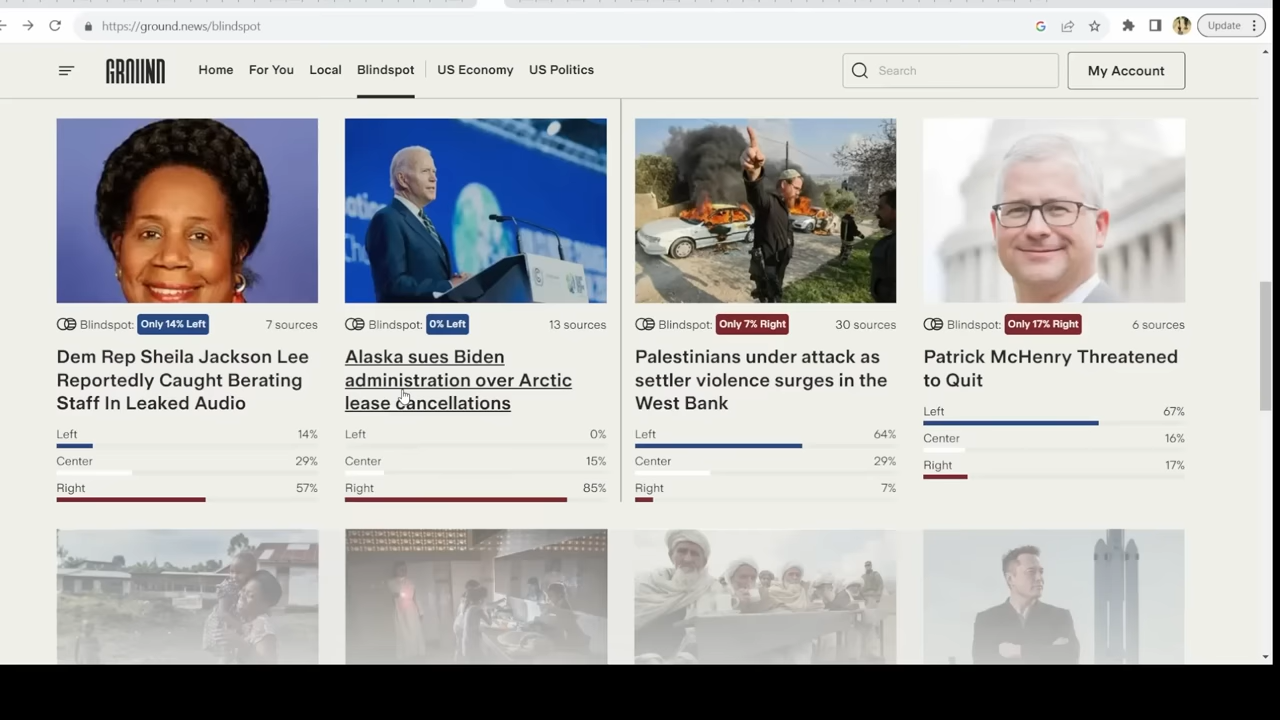 https://ground.news/blindspot
Update
GROUND
Home
For You
Local
Blindspot
US Economy
US Politics
Search
My Account
Blindspot: Only 14% Left
7 sources
Dem Rep Sheila Jackson Lee
Reportedly Caught Berating
Staff In Leaked Audio
Left 14%
Center 29%
Right 57%
Blindspot: 0% Left
13 sources
Alaska sues Biden
administration over Arctic
lease cancellations
Left 0%
Center 15%
Right 85%
Blindspot: Only 7% Right
30 sources
Palestinians under attack as
settler violence surges in the
West Bank
Left 64%
Center 29%
Right 7%
Blindspot: Only 17% Right
6 sources
Patrick McHenry Threatened
to Quit
Left 67%
Center 16%
Right 17%